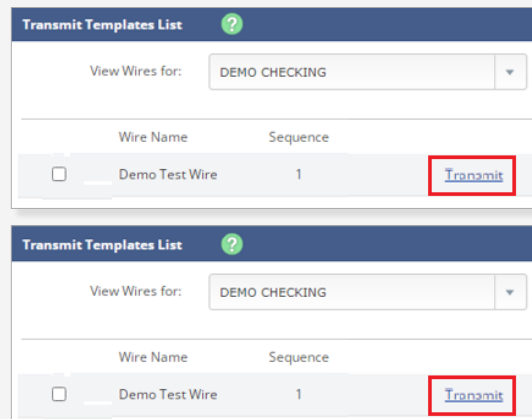 Transmit Templates List ?
View Wires for: DEMO CHECKING
Wire Name Sequence
Demo Test Wire 1 Transmit
Transmit Templates List ?
View Wires for: DEMO CHECKING
Wire Name Sequence
Demo Test Wire 1 Transmit